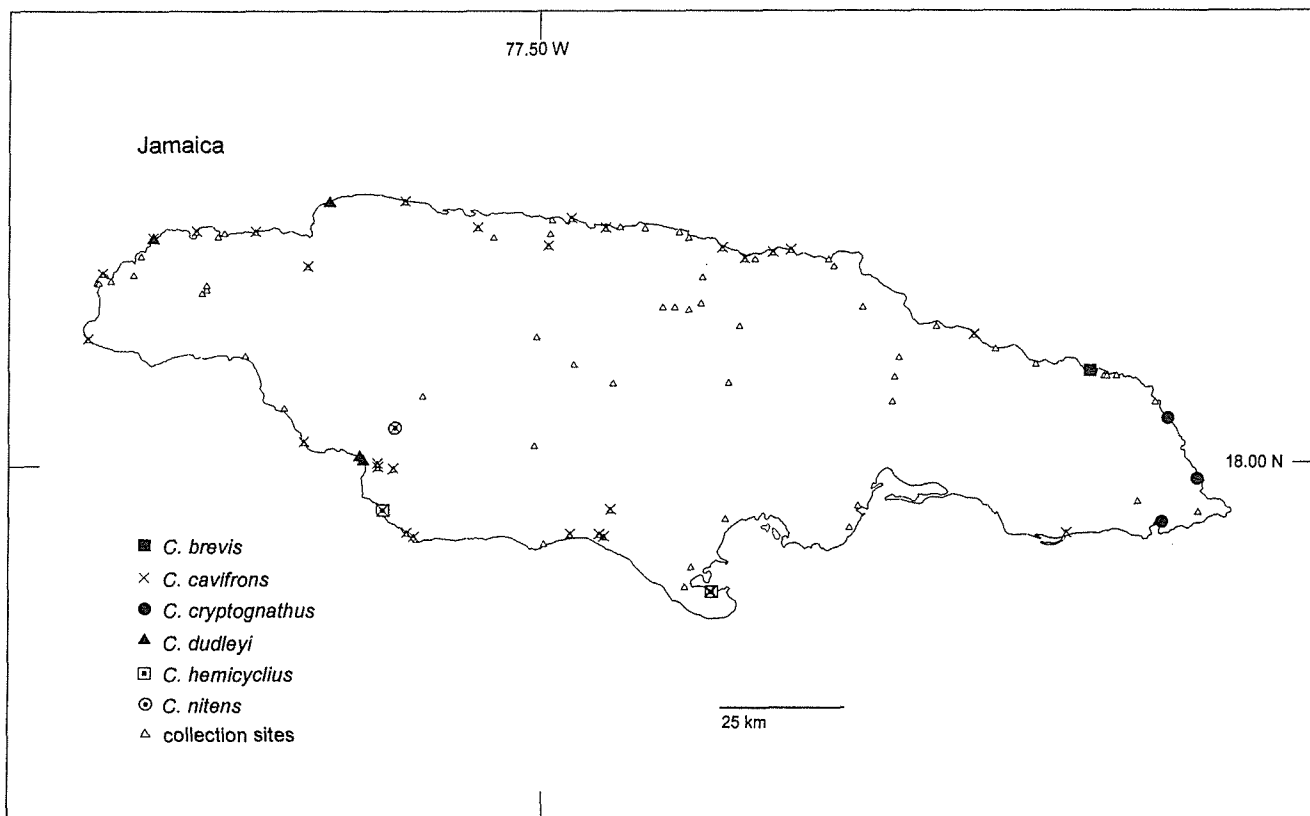 77.50 W
Jamaica
18.00 N
C. brevis
C. cavifrons
C. cryptognathus
C. dudleyi
C. hemicyclius
C. nitens
collection sites
25 km